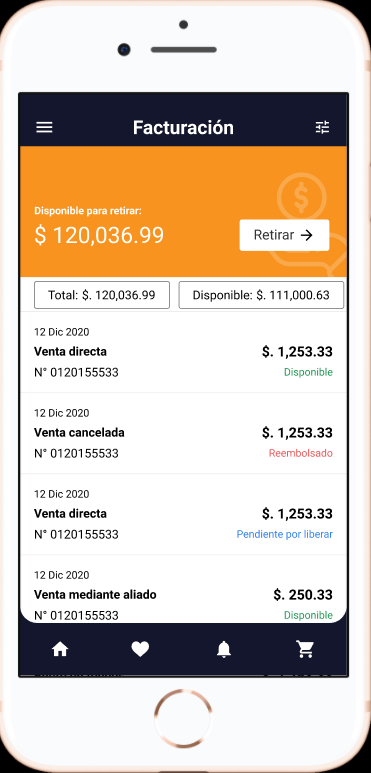 Facturación
Disponible para retirar:
$ 120,036.99
Retirar →
Total: $. 120,036.99
Disponible: $. 111,000.63
12 Dic 2020
Venta directa
$. 1,253.33
N° 0120155533
Disponible
12 Dic 2020
Venta cancelada
$. 1,253.33
N° 0120155533
Reembolsado
12 Dic 2020
Venta directa
$. 1,253.33
N° 0120155533
Pendiente por liberar
12 Dic 2020
Venta mediante aliado
$. 250.33
N° 0120155533
Disponible